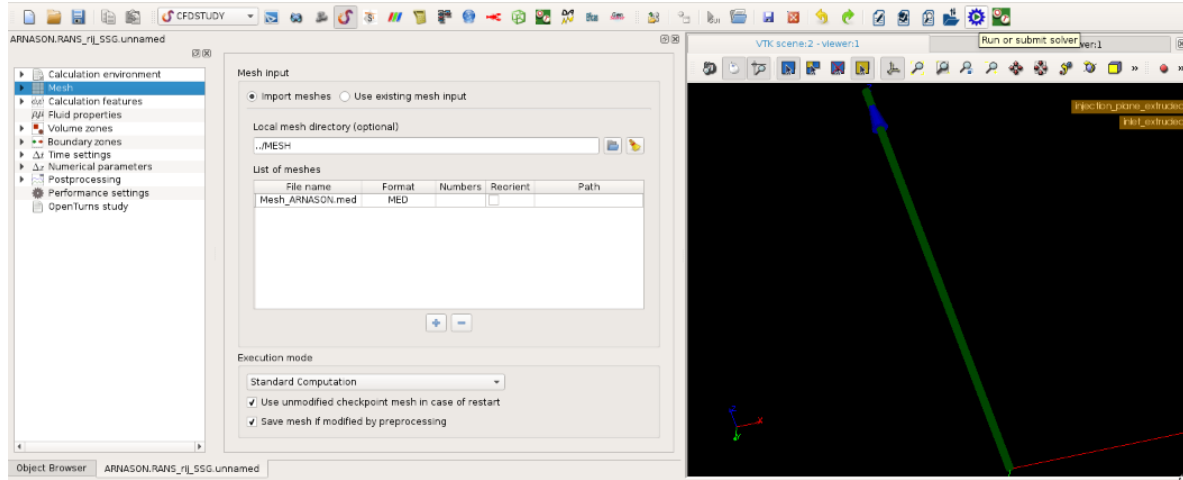 CFDSTUDY
ARNASON.RANS_rij_SSG.unnamed
VTK scene:2 - viewer:1
Run or submit solver
wer:1
Calculation environment
Mesh
Calculation features
Fluid properties
Volume zones
Boundary zones
Δt Time settings
Δx Numerical parameters
Postprocessing
Performance settings
OpenTurns study
Mesh input
Import meshes
Use existing mesh input
Local mesh directory (optional)
../MESH
List of meshes
File name Format Numbers Reorient Path
Mesh_ARNASON.med MED
Execution mode
Standard Computation
Use unmodified checkpoint mesh in case of restart
Save mesh if modified by preprocessing
injection_plane_extruded
inlet_extruded
Z
X
Y
Object Browser
ARNASON.RANS_rij_SSG.unnamed